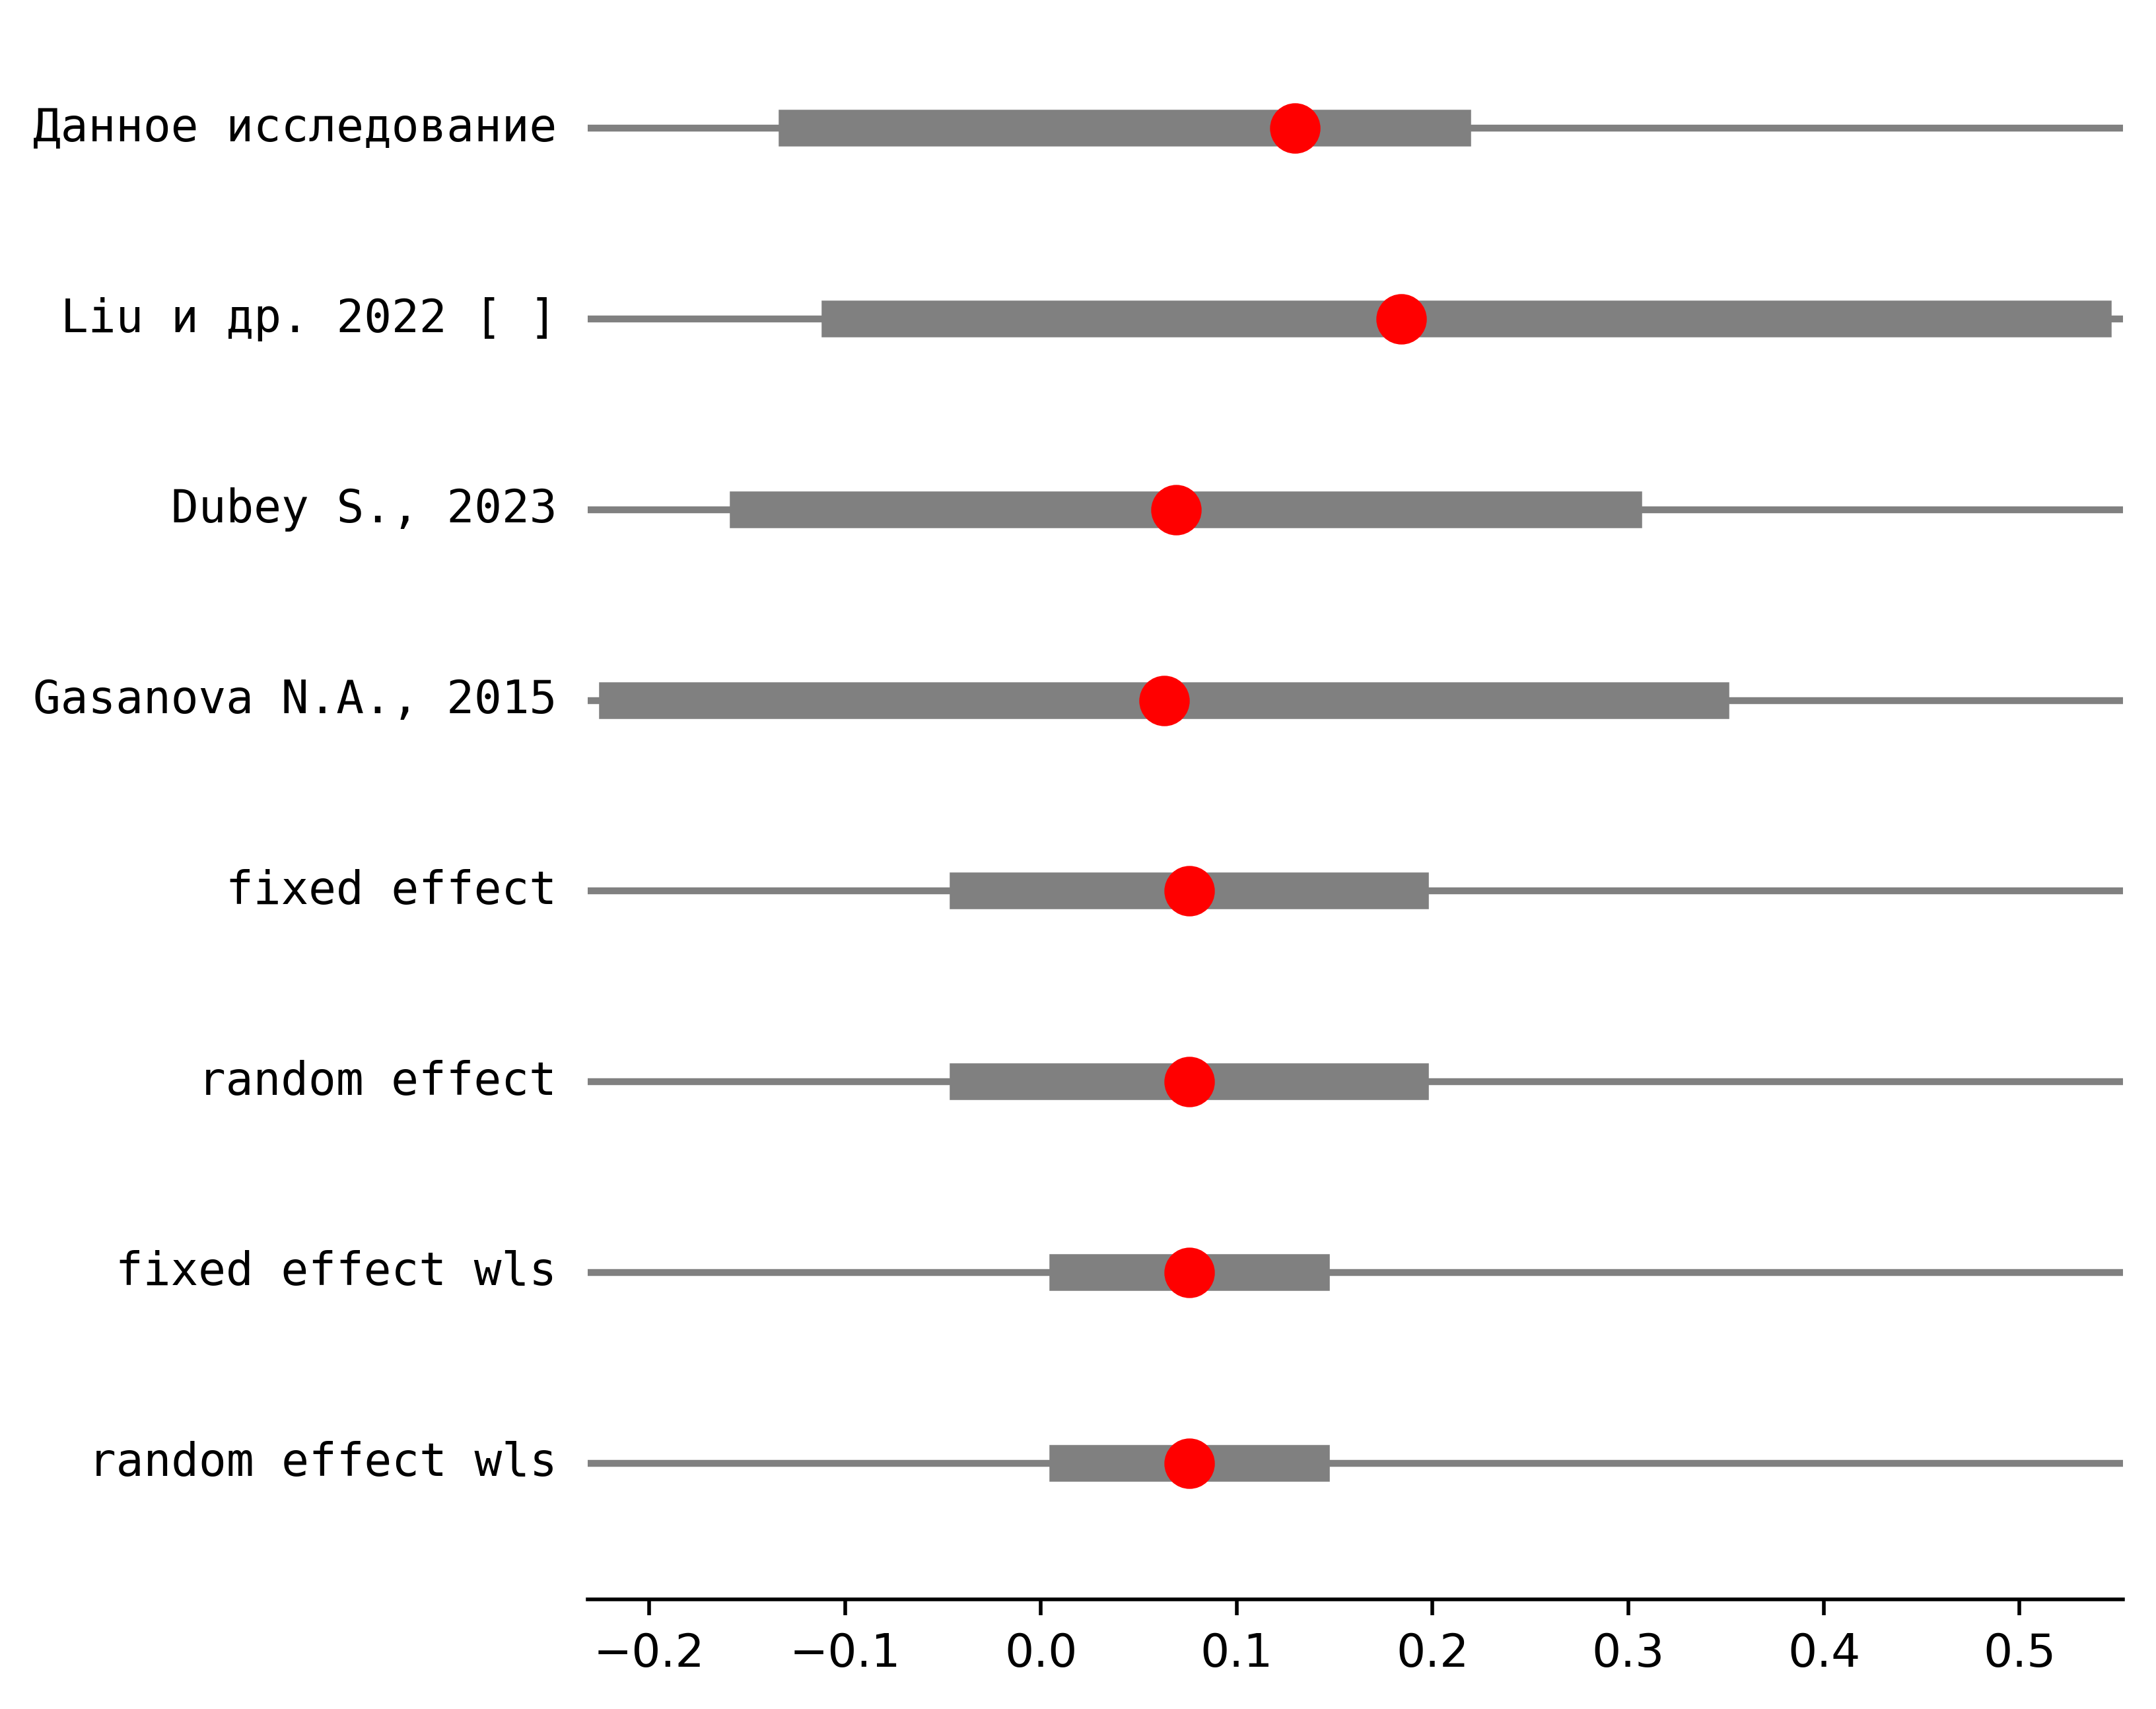 Данное исследование
Liu и др. 2022 [ ]
Dubey S., 2023
Gasanova N.A., 2015
fixed effect
random effect
fixed effect wls
random effect wls
−0.2 −0.1 0.0 0.1 0.2 0.3 0.4 0.5